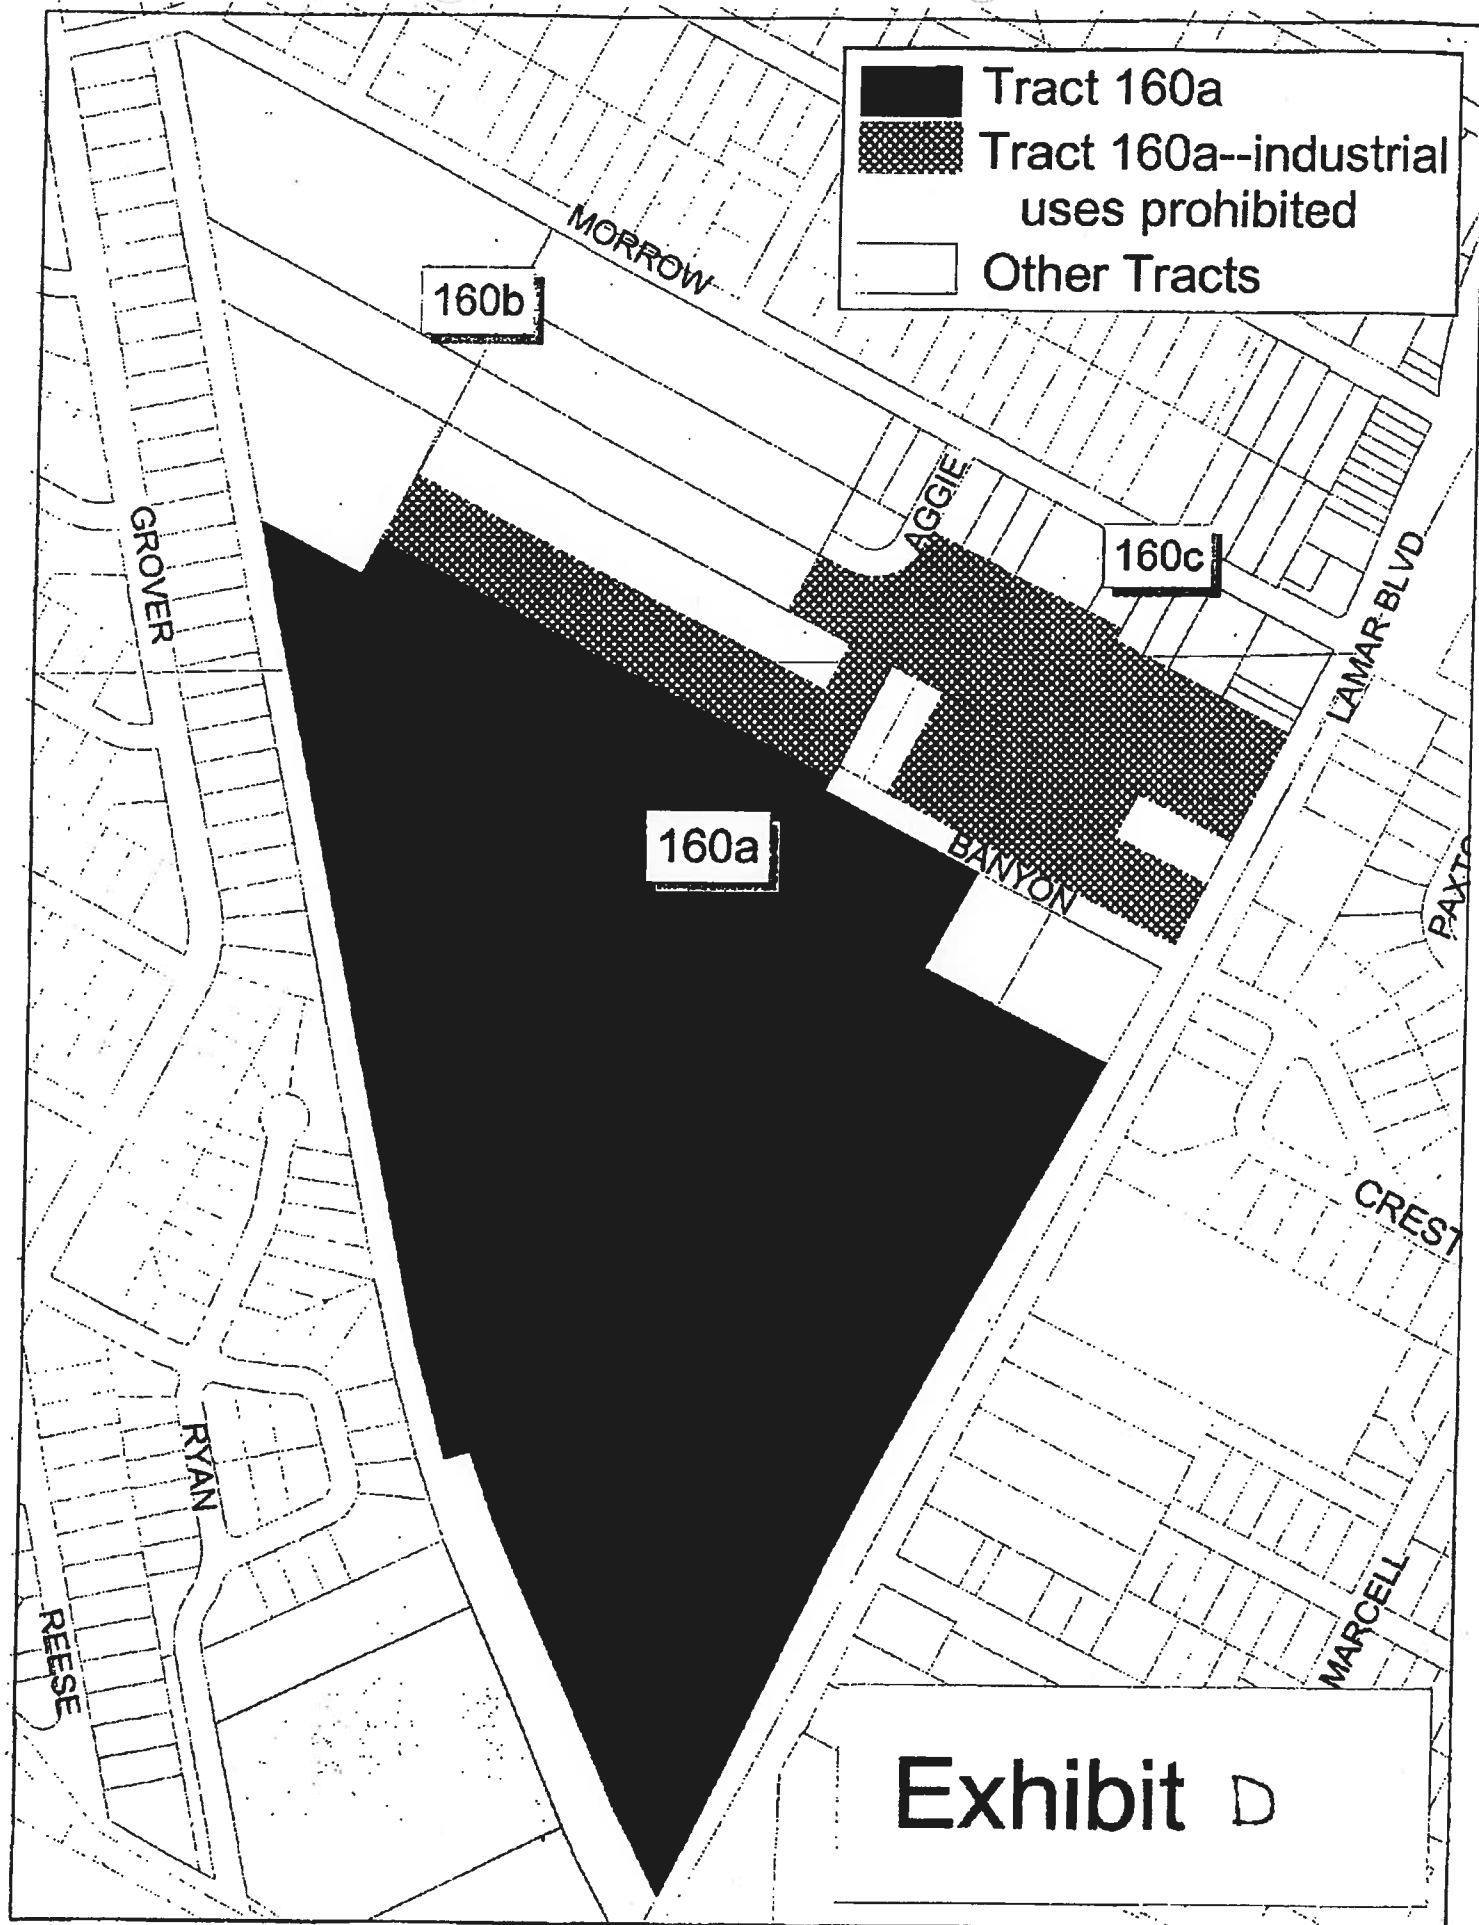 Tract 160a
Tract 160a--industrial
uses prohibited
Other Tracts
MORROW
160b
AGGIE
160c
GROVER
LAMAR BLVD
160a
BANYON
PAXTO
CREST
RYAN
MARCELL
REESE
Exhibit D